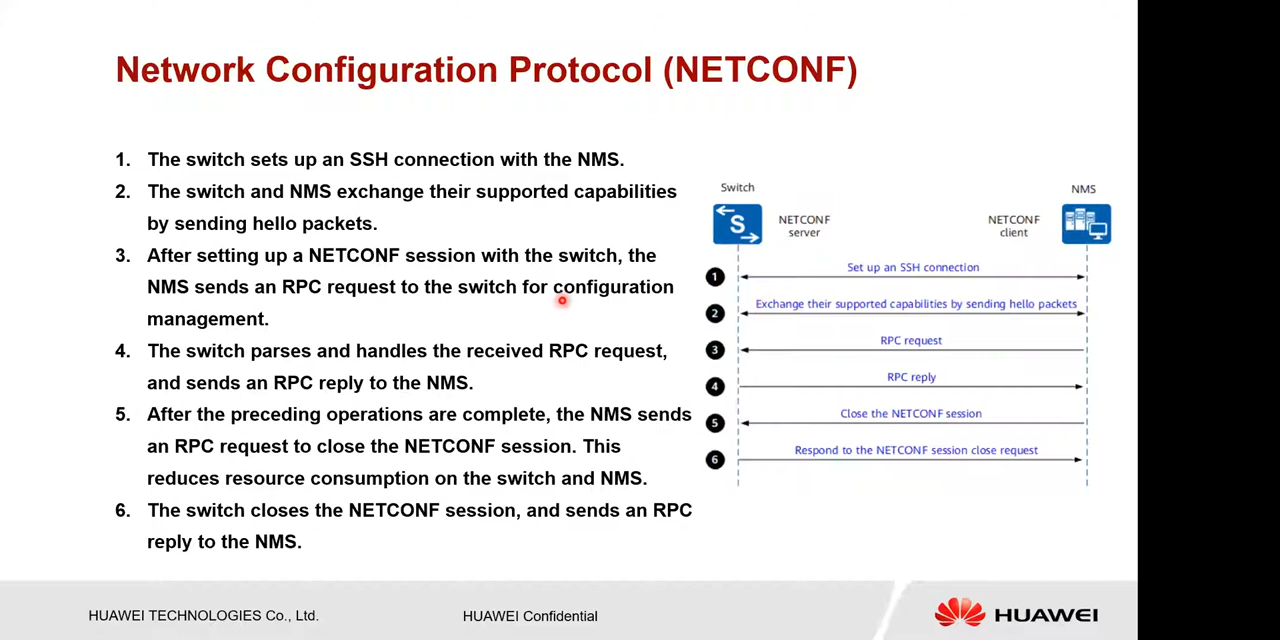 Network Configuration Protocol (NETCONF)
1. The switch sets up an SSH connection with the NMS.
2. The switch and NMS exchange their supported capabilities
by sending hello packets.
3. After setting up a NETCONF session with the switch, the
NMS sends an RPC request to the switch for configuration
management.
4. The switch parses and handles the received RPC request,
and sends an RPC reply to the NMS.
5. After the preceding operations are complete, the NMS sends
an RPC request to close the NETCONF session. This
reduces resource consumption on the switch and NMS.
6. The switch closes the NETCONF session, and sends an RPC
reply to the NMS.
Switch
NMS
S
NETCONF
server
NETCONF
client
1
Set up an SSH connection
2
Exchange their supported capabilities by sending hello packets
3
RPC request
4
RPC reply
5
Close the NETCONF session
6
Respond to the NETCONF session close request
HUAWEI TECHNOLOGIES Co., Ltd.
HUAWEI Confidential
HUAWEI